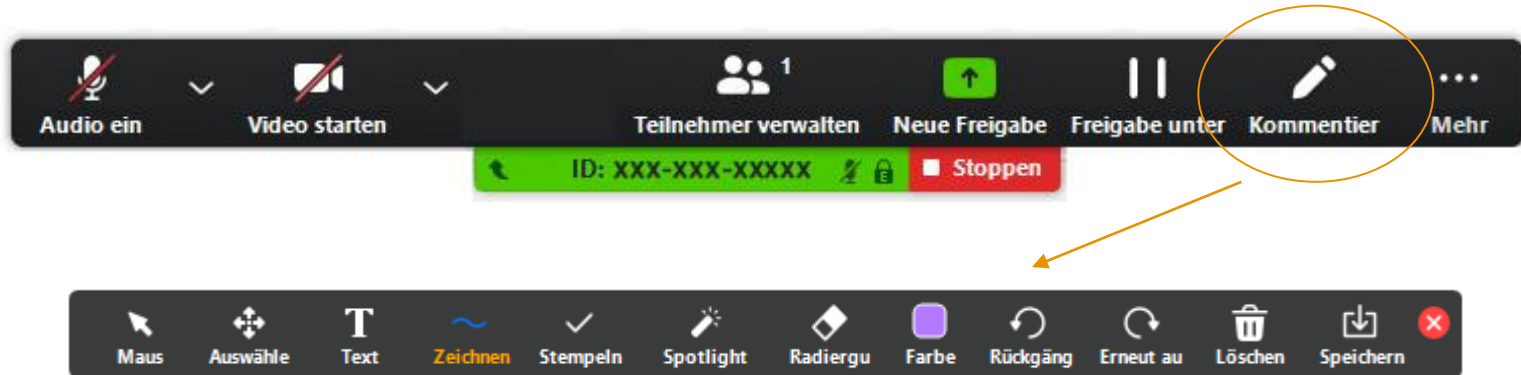 1
Audio ein Video starten Teilnehmer verwalten Neue Freigabe Freigabe unter Kommentier Mehr
ID: XXX-XXX-XXXXX E Stoppen
T
Maus Auswähle Text Zeichnen Stempeln Spotlight Radiergu Farbe Rückgäng Erneut au Löschen Speichern